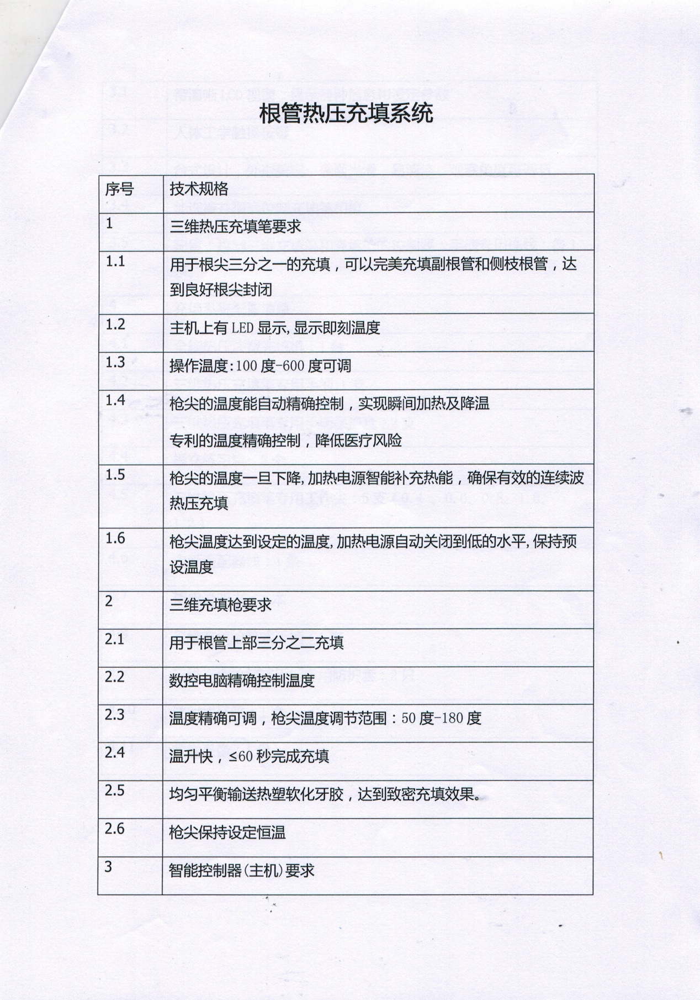 根管热压充填系统
序号 技术规格
1 三维热压充填笔要求
1.1 用于根尖三分之一的充填，可以完美充填副根管和侧枝根管，达
到良好根尖封闭
1.2 主机上有 LED 显示, 显示即刻温度
1.3 操作温度:100 度-600 度可调
1.4 枪尖的温度能自动精确控制，实现瞬间加热及降温
专利的温度精确控制，降低医疗风险
1.5 枪尖的温度一旦下降, 加热电源智能补充热能，确保有效的连续波
热压充填
1.6 枪尖温度达到设定的温度, 加热电源自动关闭到低的水平, 保持预
设温度
2 三维充填枪要求
2.1 用于根管上部三分之二充填
2.2 数控电脑精确控制温度
2.3 温度精确可调，枪尖温度调节范围：50 度-180 度
2.4 温升快，≤60 秒完成充填
2.5 均匀平衡输送热塑软化牙胶，达到致密充填效果。
2.6 枪尖保持设定恒温
3 智能控制器(主机)要求